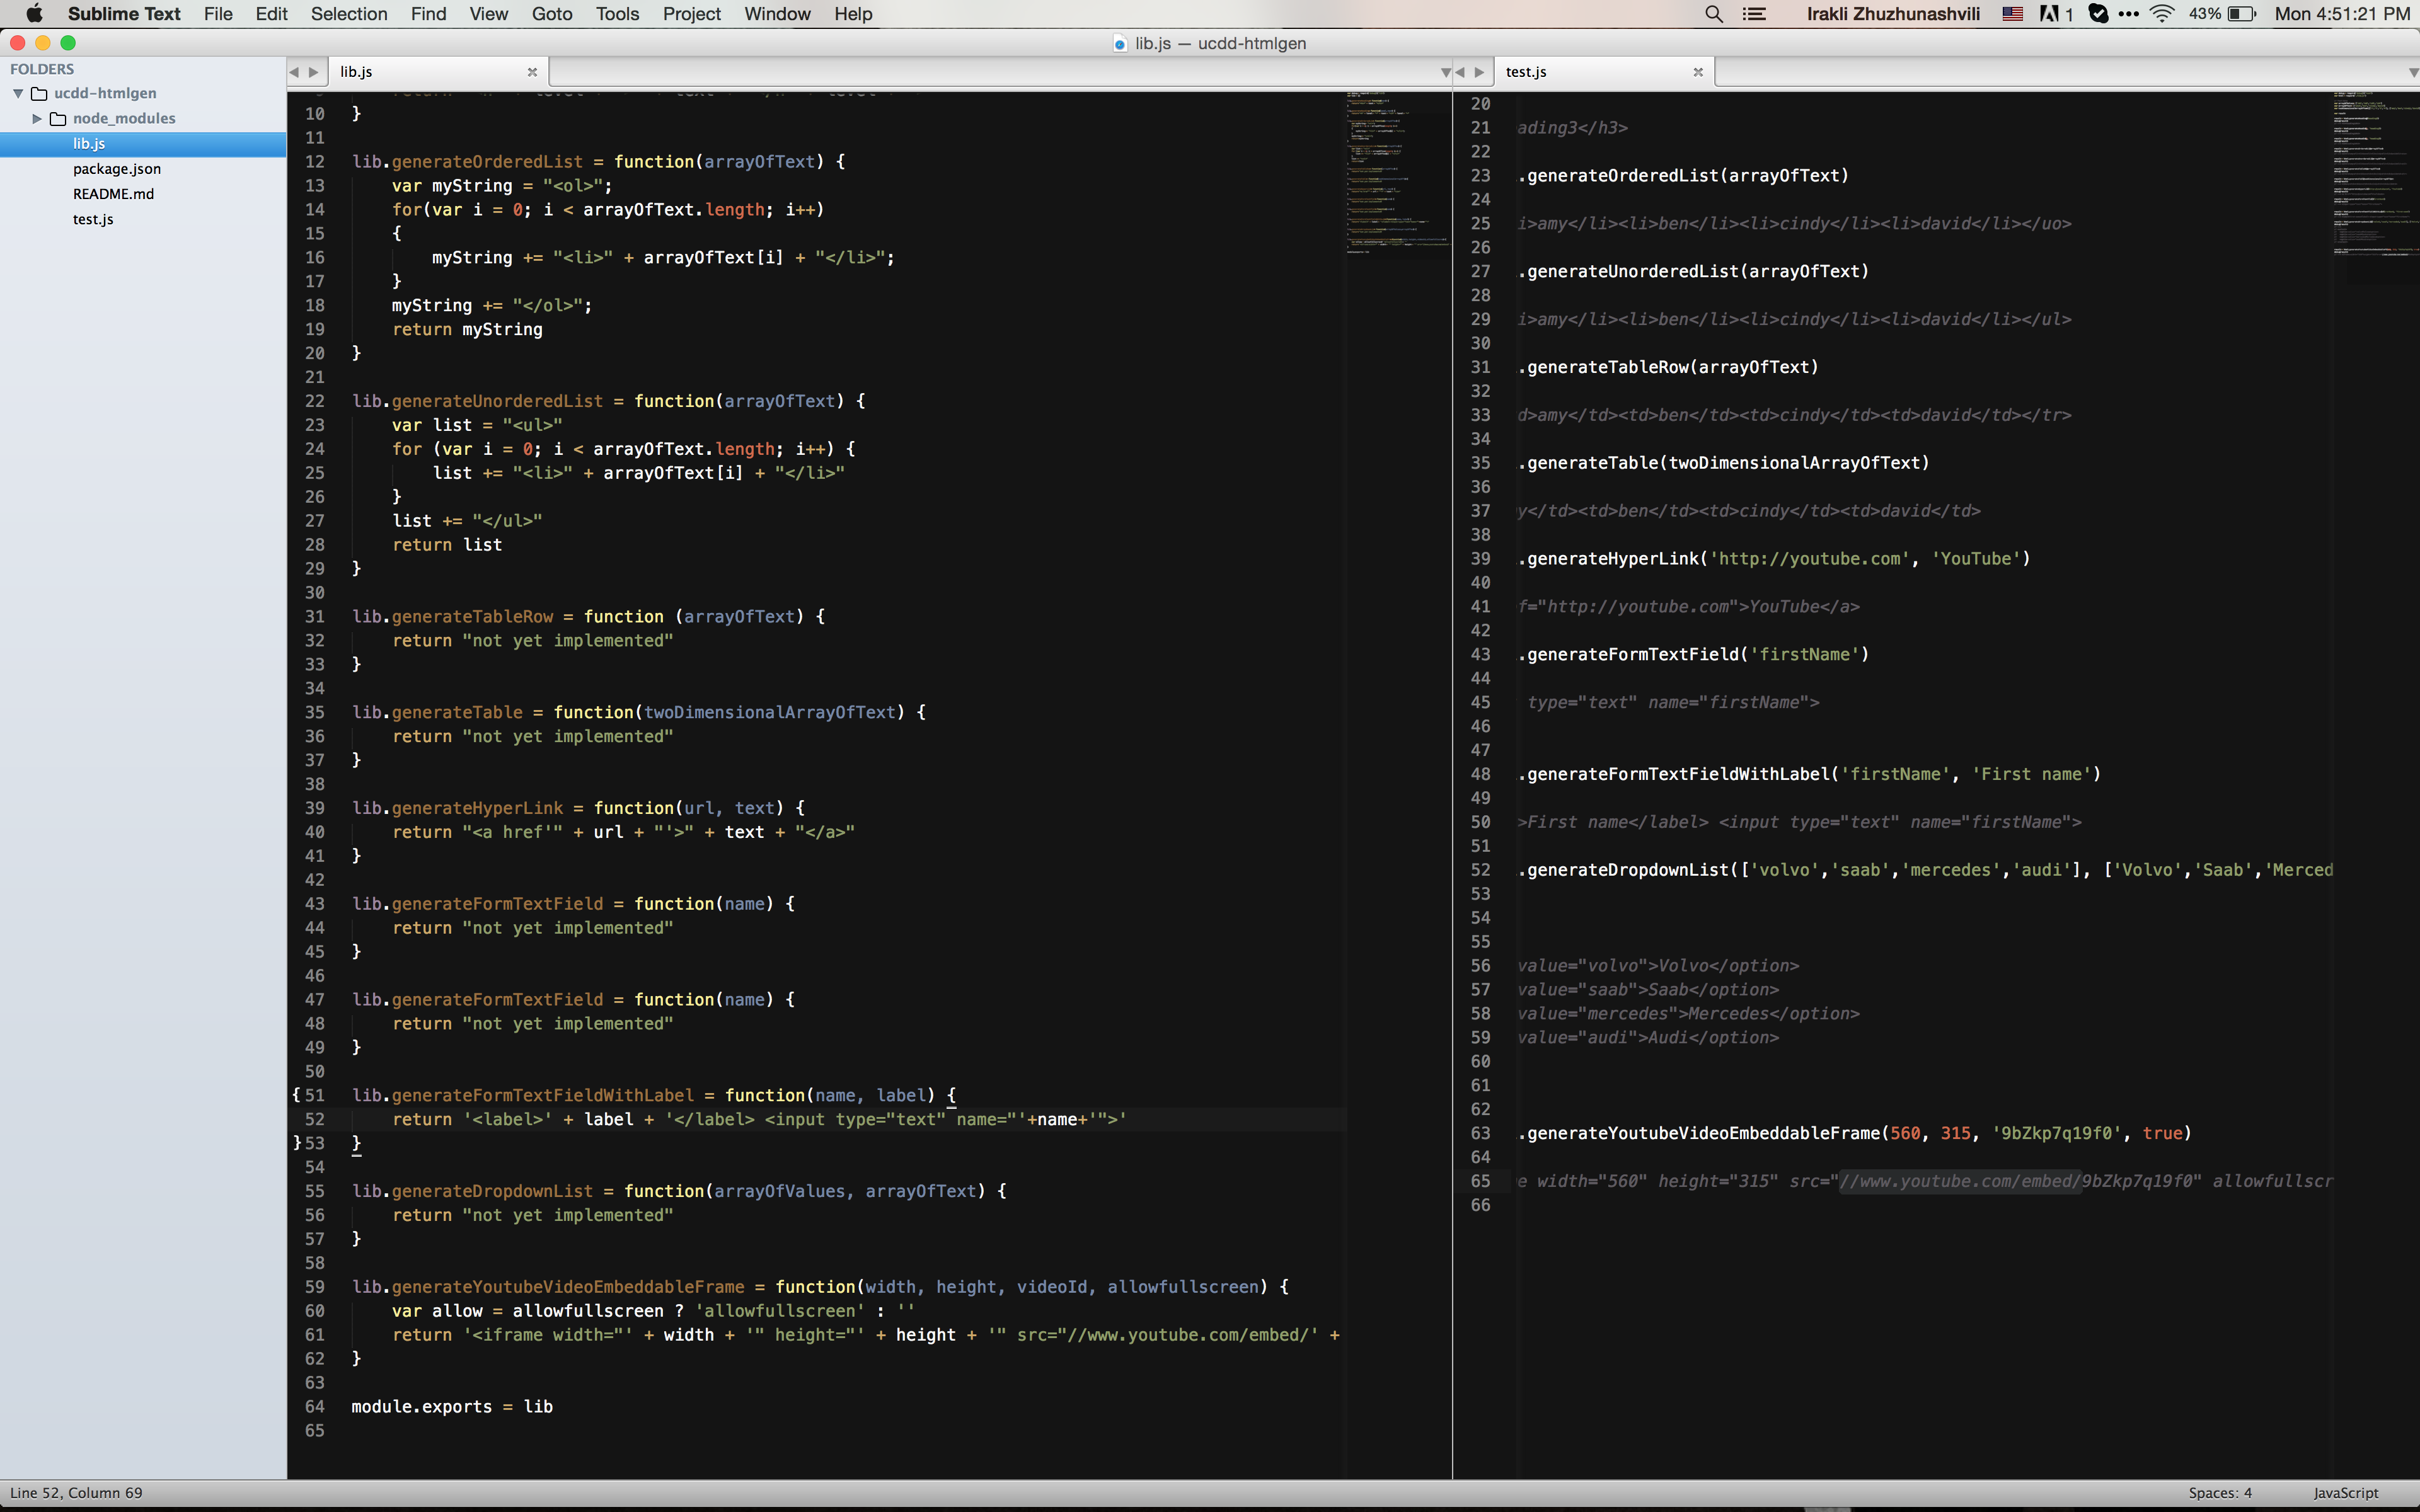 Sublime Text File Edit Selection Find View Goto Tools Project Window Help
Irakli Zhuzhunashvili 1 43% Mon 4:51:21 PM
lib.js — ucdd-htmlgen
FOLDERS
ucdd-htmlgen
node_modules
lib.js
package.json
README.md
test.js
lib.js
10 }
11
12 lib.generateOrderedList = function(arrayOfText) {
13 var myString = "<ol>";
14 for(var i = 0; i < arrayOfText.length; i++)
15 {
16 myString += "<li>" + arrayOfText[i] + "</li>";
17 }
18 myString += "</ol>";
19 return myString
20 }
21
22 lib.generateUnorderedList = function(arrayOfText) {
23 var list = "<ul>"
24 for (var i = 0; i < arrayOfText.length; i++) {
25 list += "<li>" + arrayOfText[i] + "</li>"
26 }
27 list += "</ul>"
28 return list
29 }
30
31 lib.generateTableRow = function (arrayOfText) {
32 return "not yet implemented"
33 }
34
35 lib.generateTable = function(twoDimensionalArrayOfText) {
36 return "not yet implemented"
37 }
38
39 lib.generateHyperLink = function(url, text) {
40 return "<a href'" + url + "'>" + text + "</a>"
41 }
42
43 lib.generateFormTextField = function(name) {
44 return "not yet implemented"
45 }
46
47 lib.generateFormTextField = function(name) {
48 return "not yet implemented"
49 }
50
{ 51 lib.generateFormTextFieldWithLabel = function(name, label) {
52 return '<label>' + label + '</label> <input type="text" name="'+name+'">'
} 53 }
54
55 lib.generateDropdownList = function(arrayOfValues, arrayOfText) {
56 return "not yet implemented"
57 }
58
59 lib.generateYoutubeVideoEmbeddableFrame = function(width, height, videoId, allowfullscreen) {
60 var allow = allowfullscreen ? 'allowfullscreen' : ''
61 return '<iframe width="' + width + '" height="' + height + '" src="//www.youtube.com/embed/' +
62 }
63
64 module.exports = lib
65
test.js
20
21 ading3</h3>
22
23 .generateOrderedList(arrayOfText)
24
25 i>amy</li><li>ben</li><li>cindy</li><li>david</li></uo>
26
27 .generateUnorderedList(arrayOfText)
28
29 i>amy</li><li>ben</li><li>cindy</li><li>david</li></ul>
30
31 .generateTableRow(arrayOfText)
32
33 d>amy</td><td>ben</td><td>cindy</td><td>david</td></tr>
34
35 .generateTable(twoDimensionalArrayOfText)
36
37 y</td><td>ben</td><td>cindy</td><td>david</td>
38
39 .generateHyperLink('http://youtube.com', 'YouTube')
40
41 f="http://youtube.com">YouTube</a>
42
43 .generateFormTextField('firstName')
44
45 type="text" name="firstName">
46
47
48 .generateFormTextFieldWithLabel('firstName', 'First name')
49
50 >First name</label> <input type="text" name="firstName">
51
52 .generateDropdownList(['volvo','saab','mercedes','audi'], ['Volvo','Saab','Merced
53
54
55
56 value="volvo">Volvo</option>
57 value="saab">Saab</option>
58 value="mercedes">Mercedes</option>
59 value="audi">Audi</option>
60
61
62
63 .generateYoutubeVideoEmbeddableFrame(560, 315, '9bZkp7q19f0', true)
64
65 e width="560" height="315" src="//www.youtube.com/embed/9bZkp7q19f0" allowfullscr
66
Line 52, Column 69
Spaces: 4 JavaScript